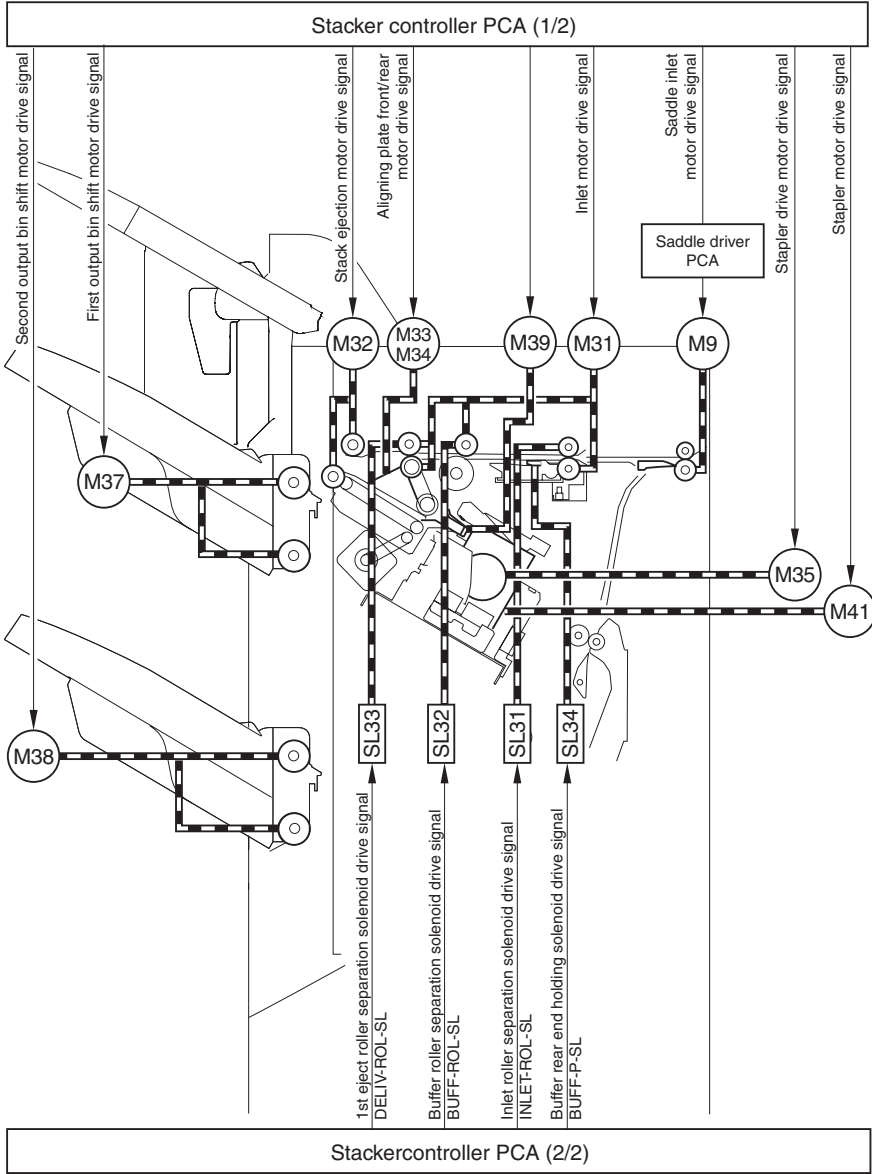 Stacker controller PCA (1/2)
Second output bin shift motor drive signal
First output bin shift motor drive signal
Stack ejection motor drive signal
Aligning plate front/rear
motor drive signal
Inlet motor drive signal
Saddle inlet
motor drive signal
Stapler drive motor drive signal
Stapler motor drive signal
Saddle driver
PCA
M32
M33
M34
M39
M31
M9
M37
M35
M41
M38
SL33
SL32
SL31
SL34
1st eject roller separation solenoid drive signal
DELIV-ROL-SL
Buffer roller separation solenoid drive signal
BUFF-ROL-SL
Inlet roller separation solenoid drive signal
INLET-ROL-SL
Buffer rear end holding solenoid drive signal
BUFF-P-SL
Stackercontroller PCA (2/2)